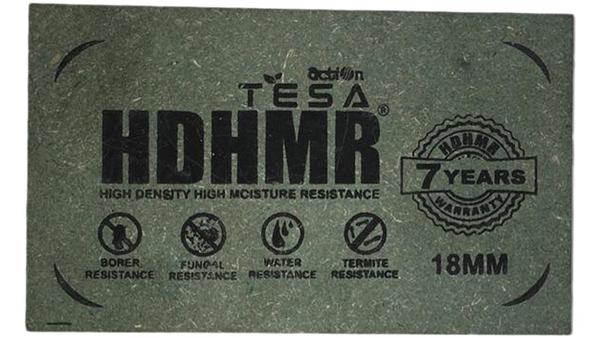 action
TESA
HDHMR®
HIGH DENSITY HIGH MOISTURE RESISTANCE
HDHMR
7 YEARS
WARRANTY
BORER RESISTANCE
FUNGAL RESISTANCE
WATER RESISTANCE
TERMITE RESISTANCE
18MM